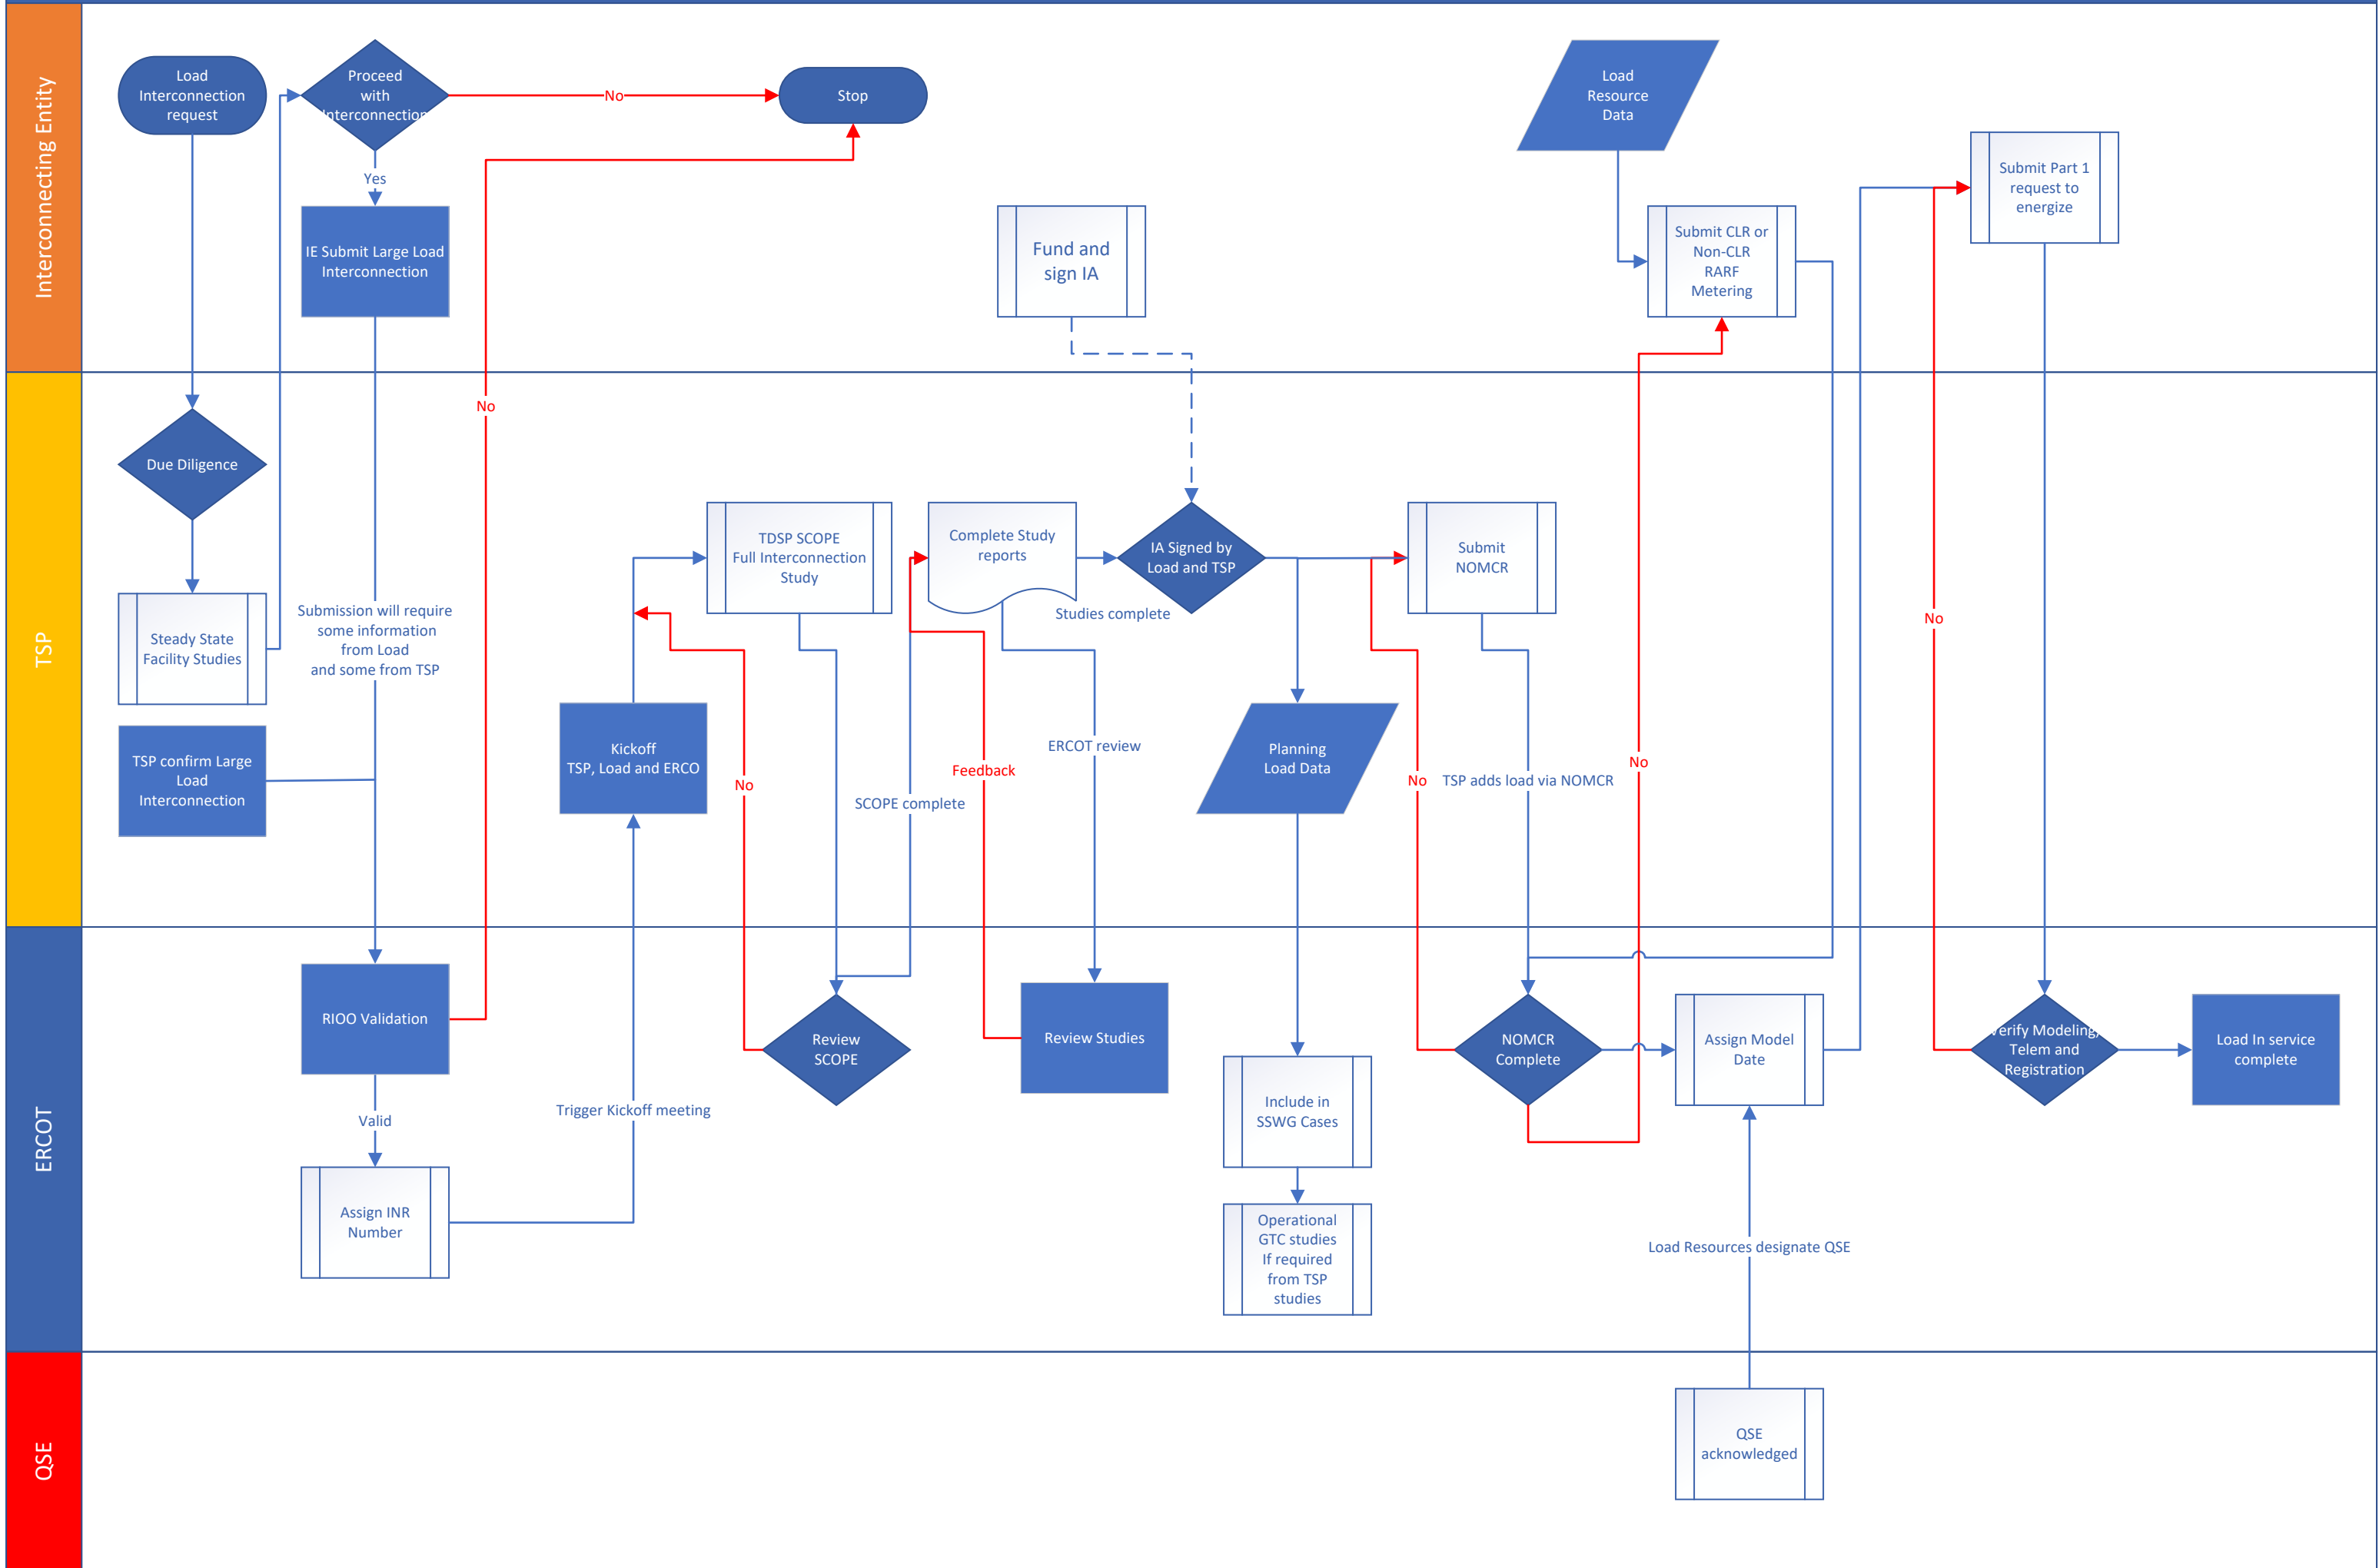 Interconnecting Entity
Load
Interconnection
request
Proceed
with
Interconnection
No
Stop
Yes
IE Submit Large Load
Interconnection
Fund and
sign IA
Load
Resource
Data
Submit CLR or
Non-CLR
RARF
Metering
Submit Part 1
request to
energize
TSP
No
Due Diligence
Steady State
Facility Studies
Submission will require
some information
from Load
and some from TSP
TSP confirm Large
Load
Interconnection
Kickoff
TSP, Load and ERCO
TDSP SCOPE
Full Interconnection
Study
No
SCOPE complete
Complete Study
reports
Studies complete
Feedback
ERCOT review
IA Signed by
Load and TSP
Planning
Load Data
Submit
NOMCR
No
TSP adds load via NOMCR
No
No
ERCOT
RIOO Validation
Valid
Assign INR
Number
Trigger Kickoff meeting
Review
SCOPE
Review Studies
Include in
SSWG Cases
Operational
GTC studies
If required
from TSP
studies
NOMCR
Complete
Assign Model
Date
Load Resources designate QSE
Verify Modeling,
Telem and
Registration
Load In service
complete
QSE
QSE
acknowledged